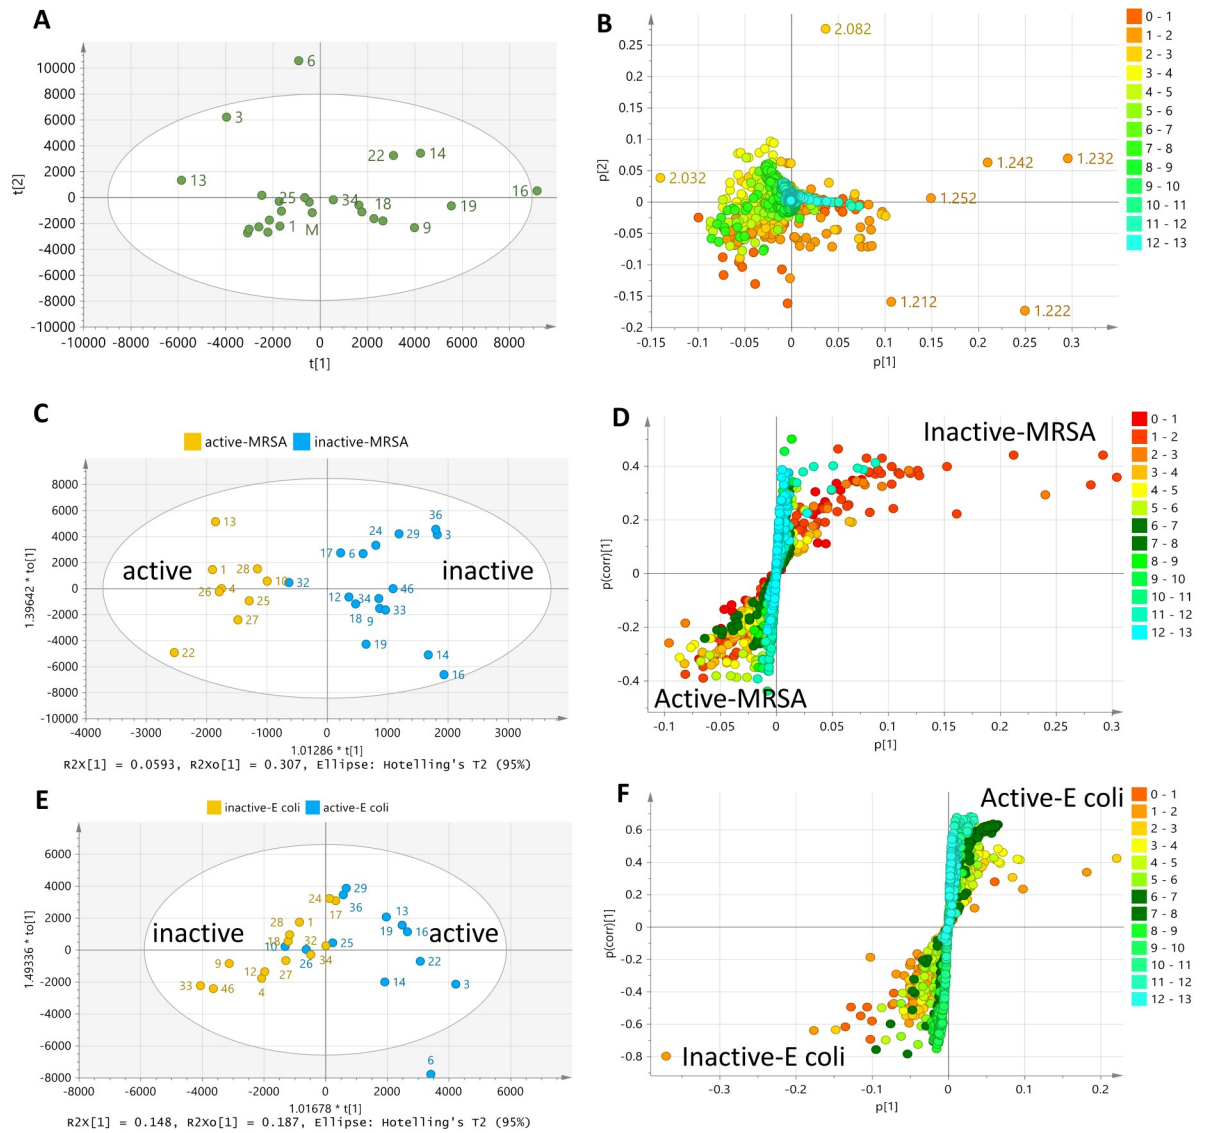 A
t[2]
10000
8000
6000
4000
2000
0
-2000
-4000
-6000
-8000
-10000
6
3
22
14
13
16
25
34
18
19
1
M
9
-10000 -8000 -6000 -4000 -2000 0 2000 4000 6000 8000
t[1]
B
p[2]
0.25
0.2
0.15
0.1
0.05
0
-0.05
-0.1
-0.15
-0.2
2.082
2.032
1.242
1.232
1.252
1.212
1.222
-0.15 -0.1 -0.05 0 0.05 0.1 0.15 0.2 0.25 0.3
p[1]
0 - 1
1 - 2
2 - 3
3 - 4
4 - 5
5 - 6
6 - 7
7 - 8
8 - 9
9 - 10
10 - 11
11 - 12
12 - 13
C
active-MRSA inactive-MRSA
1.39642 * to[1]
8000
6000
4000
2000
0
-2000
-4000
-6000
-8000
-10000
active
inactive
13
36
24
29
3
17
6
1
28
10
32
46
26
4
25
12
34
33
27
18
9
19
22
14
16
-4000 -3000 -2000 -1000 0 1000 2000 3000
1.01286 * t[1]
R2X[1] = 0.0593, R2Xo[1] = 0.307, Ellipse: Hotelling's T2 (95%)
D
Inactive-MRSA
Active-MRSA
p(corr)[1]
0.4
0.2
0
-0.2
-0.4
-0.1 -0.05 0 0.05 0.1 0.15 0.2 0.25 0.3
p[1]
0 - 1
1 - 2
2 - 3
3 - 4
4 - 5
5 - 6
6 - 7
7 - 8
8 - 9
9 - 10
10 - 11
11 - 12
12 - 13
E
inactive-E coli active-E coli
1.49336 * to[1]
6000
4000
2000
0
-2000
-4000
-6000
-8000
inactive
active
29
24
36
17
13
28
1
19
16
18
32
10
25
26
34
9
12
27
22
4
33
46
14
3
6
-8000 -6000 -4000 -2000 0 2000 4000 6000
1.01678 * t[1]
R2X[1] = 0.148, R2Xo[1] = 0.187, Ellipse: Hotelling's T2 (95%)
F
Active-E coli
Inactive-E coli
p(corr)[1]
0.6
0.4
0.2
0
-0.2
-0.4
-0.6
-0.8
-0.3 -0.2 -0.1 0 0.1 0.2
p[1]
0 - 1
1 - 2
2 - 3
3 - 4
4 - 5
5 - 6
6 - 7
7 - 8
8 - 9
9 - 10
10 - 11
11 - 12
12 - 13